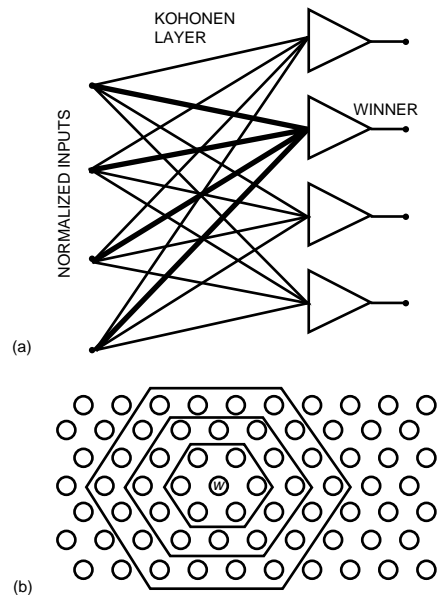 KOHONEN
LAYER
WINNER
NORMALIZED INPUTS
(a)
W
(b)